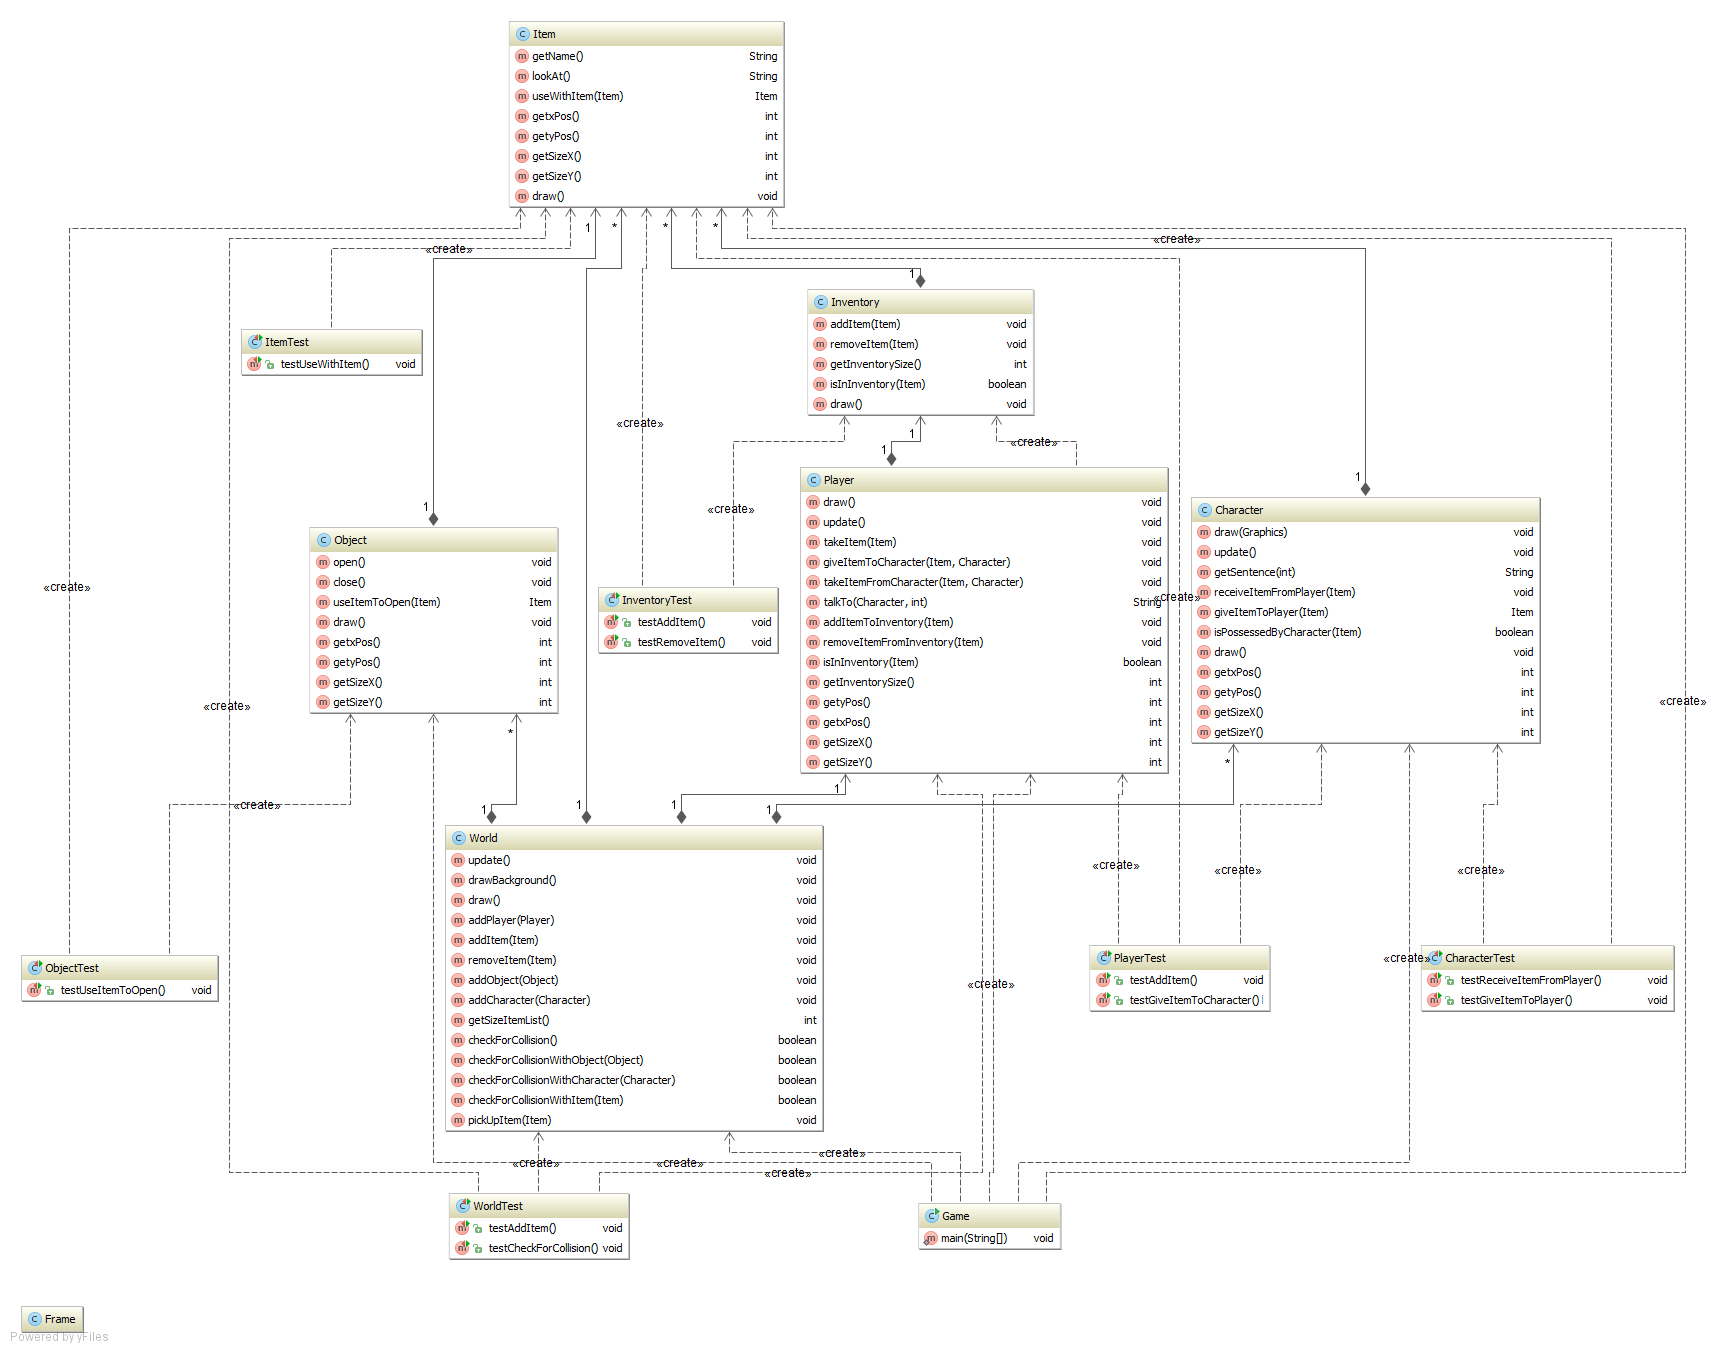 Item
getName() String
lookAt() String
useWithItem(Item) Item
getxPos() int
getyPos() int
getSizeX() int
getSizeY() int
draw() void
1
*
*
*
«create»
«create»
1
Inventory
addItem(Item) void
removeItem(Item) void
getInventorySize() int
isInInventory(Item) boolean
draw() void
ItemTest
testUseWithItem() void
«create»
1
1
«create»
Player
draw() void
update() void
takeItem(Item) void
giveItemToCharacter(Item, Character) void
takeItemFromCharacter(Item, Character) void
talkTo(Character, int) String
addItemToInventory(Item) void
removeItemFromInventory(Item) void
isInInventory(Item) boolean
getInventorySize() int
getyPos() int
getxPos() int
getSizeX() int
getSizeY() int
1
Character
draw(Graphics) void
update() void
getSentence(int) String
receiveItemFromPlayer(Item) void
giveItemToPlayer(Item) Item
isPossessedByCharacter(Item) boolean
draw() void
getxPos() int
getyPos() int
getSizeX() int
getSizeY() int
1
«create»
Object
open() void
close() void
useItemToOpen(Item) Item
draw() void
getxPos() int
getyPos() int
getSizeX() int
getSizeY() int
«create»
InventoryTest
testAddItem() void
testRemoveItem() void
«create»
«create»
«create»
*
*
«create»
1
1
1
1
World
update() void
drawBackground() void
draw() void
addPlayer(Player) void
addItem(Item) void
removeItem(Item) void
addObject(Object) void
addCharacter(Character) void
getSizeItemList() int
checkForCollision() boolean
checkForCollisionWithObject(Object) boolean
checkForCollisionWithCharacter(Character) boolean
checkForCollisionWithItem(Item) boolean
pickUpItem(Item) void
«create»
«create»
«create»
ObjectTest
testUseItemToOpen() void
«create»
PlayerTest
testAddItem() void
testGiveItemToCharacter()
«create»
CharacterTest
testReceiveItemFromPlayer() void
testGiveItemToPlayer() void
«create»
«create»
«create»
«create»
WorldTest
testAddItem() void
testCheckForCollision() void
Game
main(String[]) void
Frame
Powered by yFiles